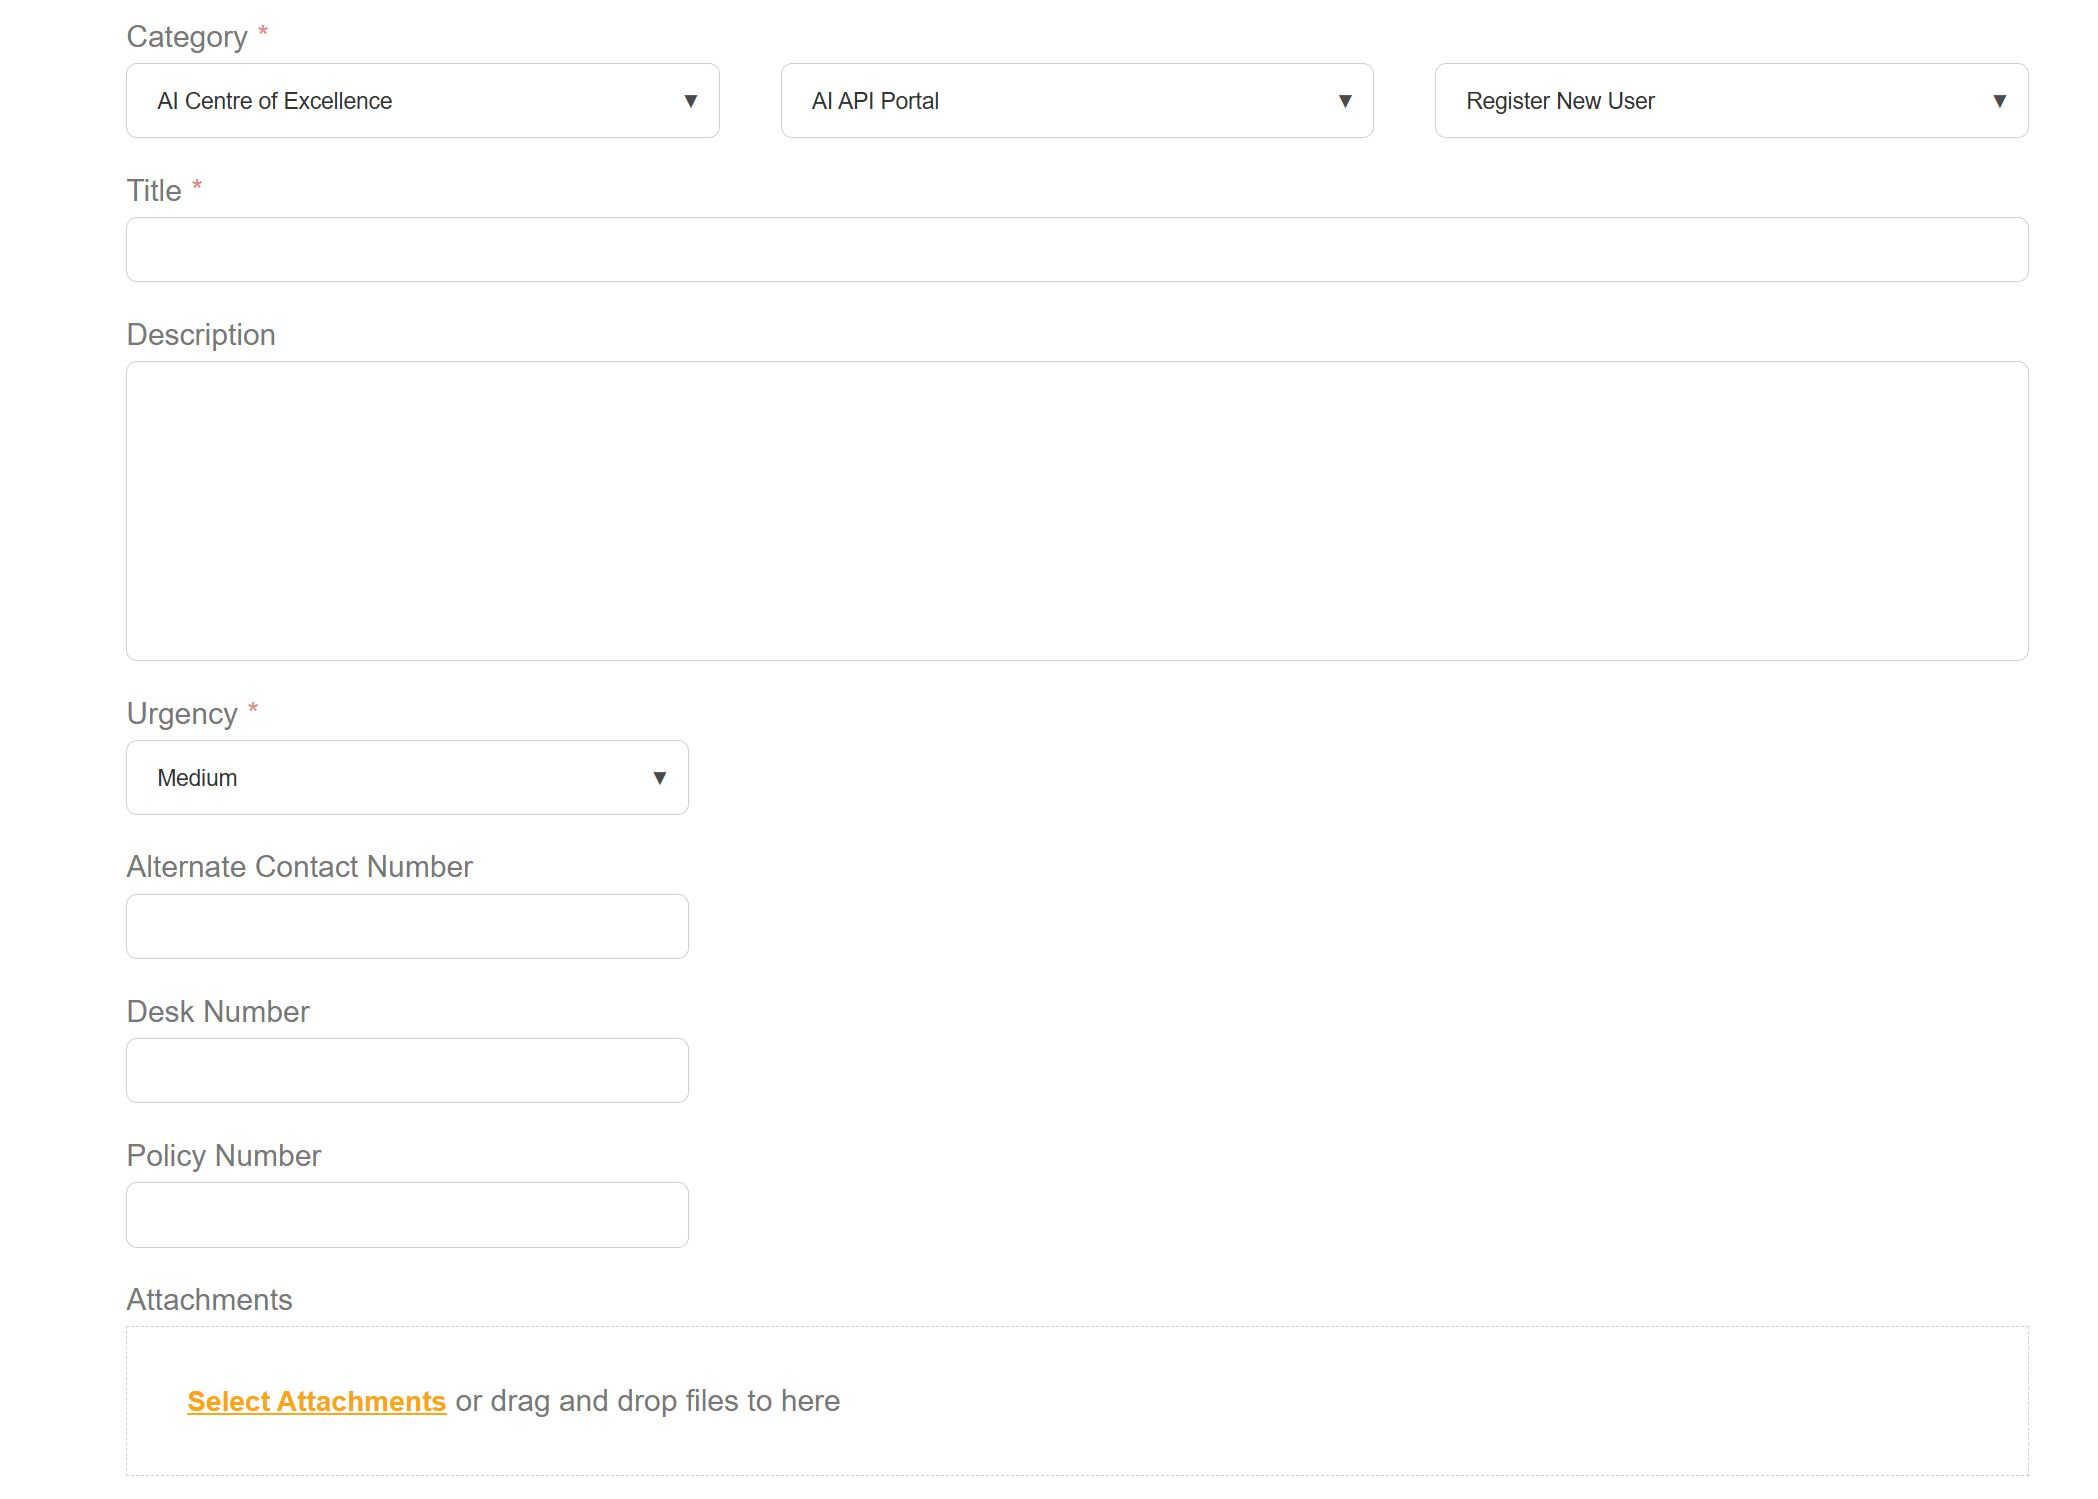 Category *
AI Centre of Excellence ▼ AI API Portal ▼ Register New User ▼
Title *
Description
Urgency *
Medium ▼
Alternate Contact Number
Desk Number
Policy Number
Attachments
Select Attachments or drag and drop files to here